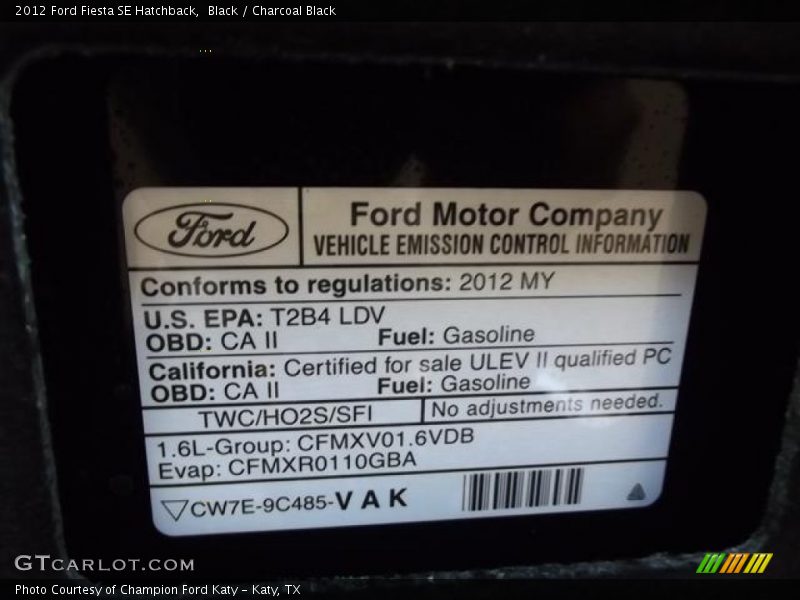 2012 Ford Fiesta SE Hatchback,  Black / Charcoal Black
Ford
Ford Motor Company
VEHICLE EMISSION CONTROL INFORMATION
Conforms to regulations: 2012 MY
U.S. EPA: T2B4 LDV
OBD: CA II Fuel: Gasoline
California: Certified for sale ULEV II qualified PC
OBD: CA II Fuel: Gasoline
TWC/HO2S/SFI No adjustments needed.
1.6L-Group: CFMXV01.6VDB
Evap: CFMXR0110GBA
CW7E-9C485-VAK
GTCARLOT.COM
Photo Courtesy of Champion Ford Katy – Katy, TX